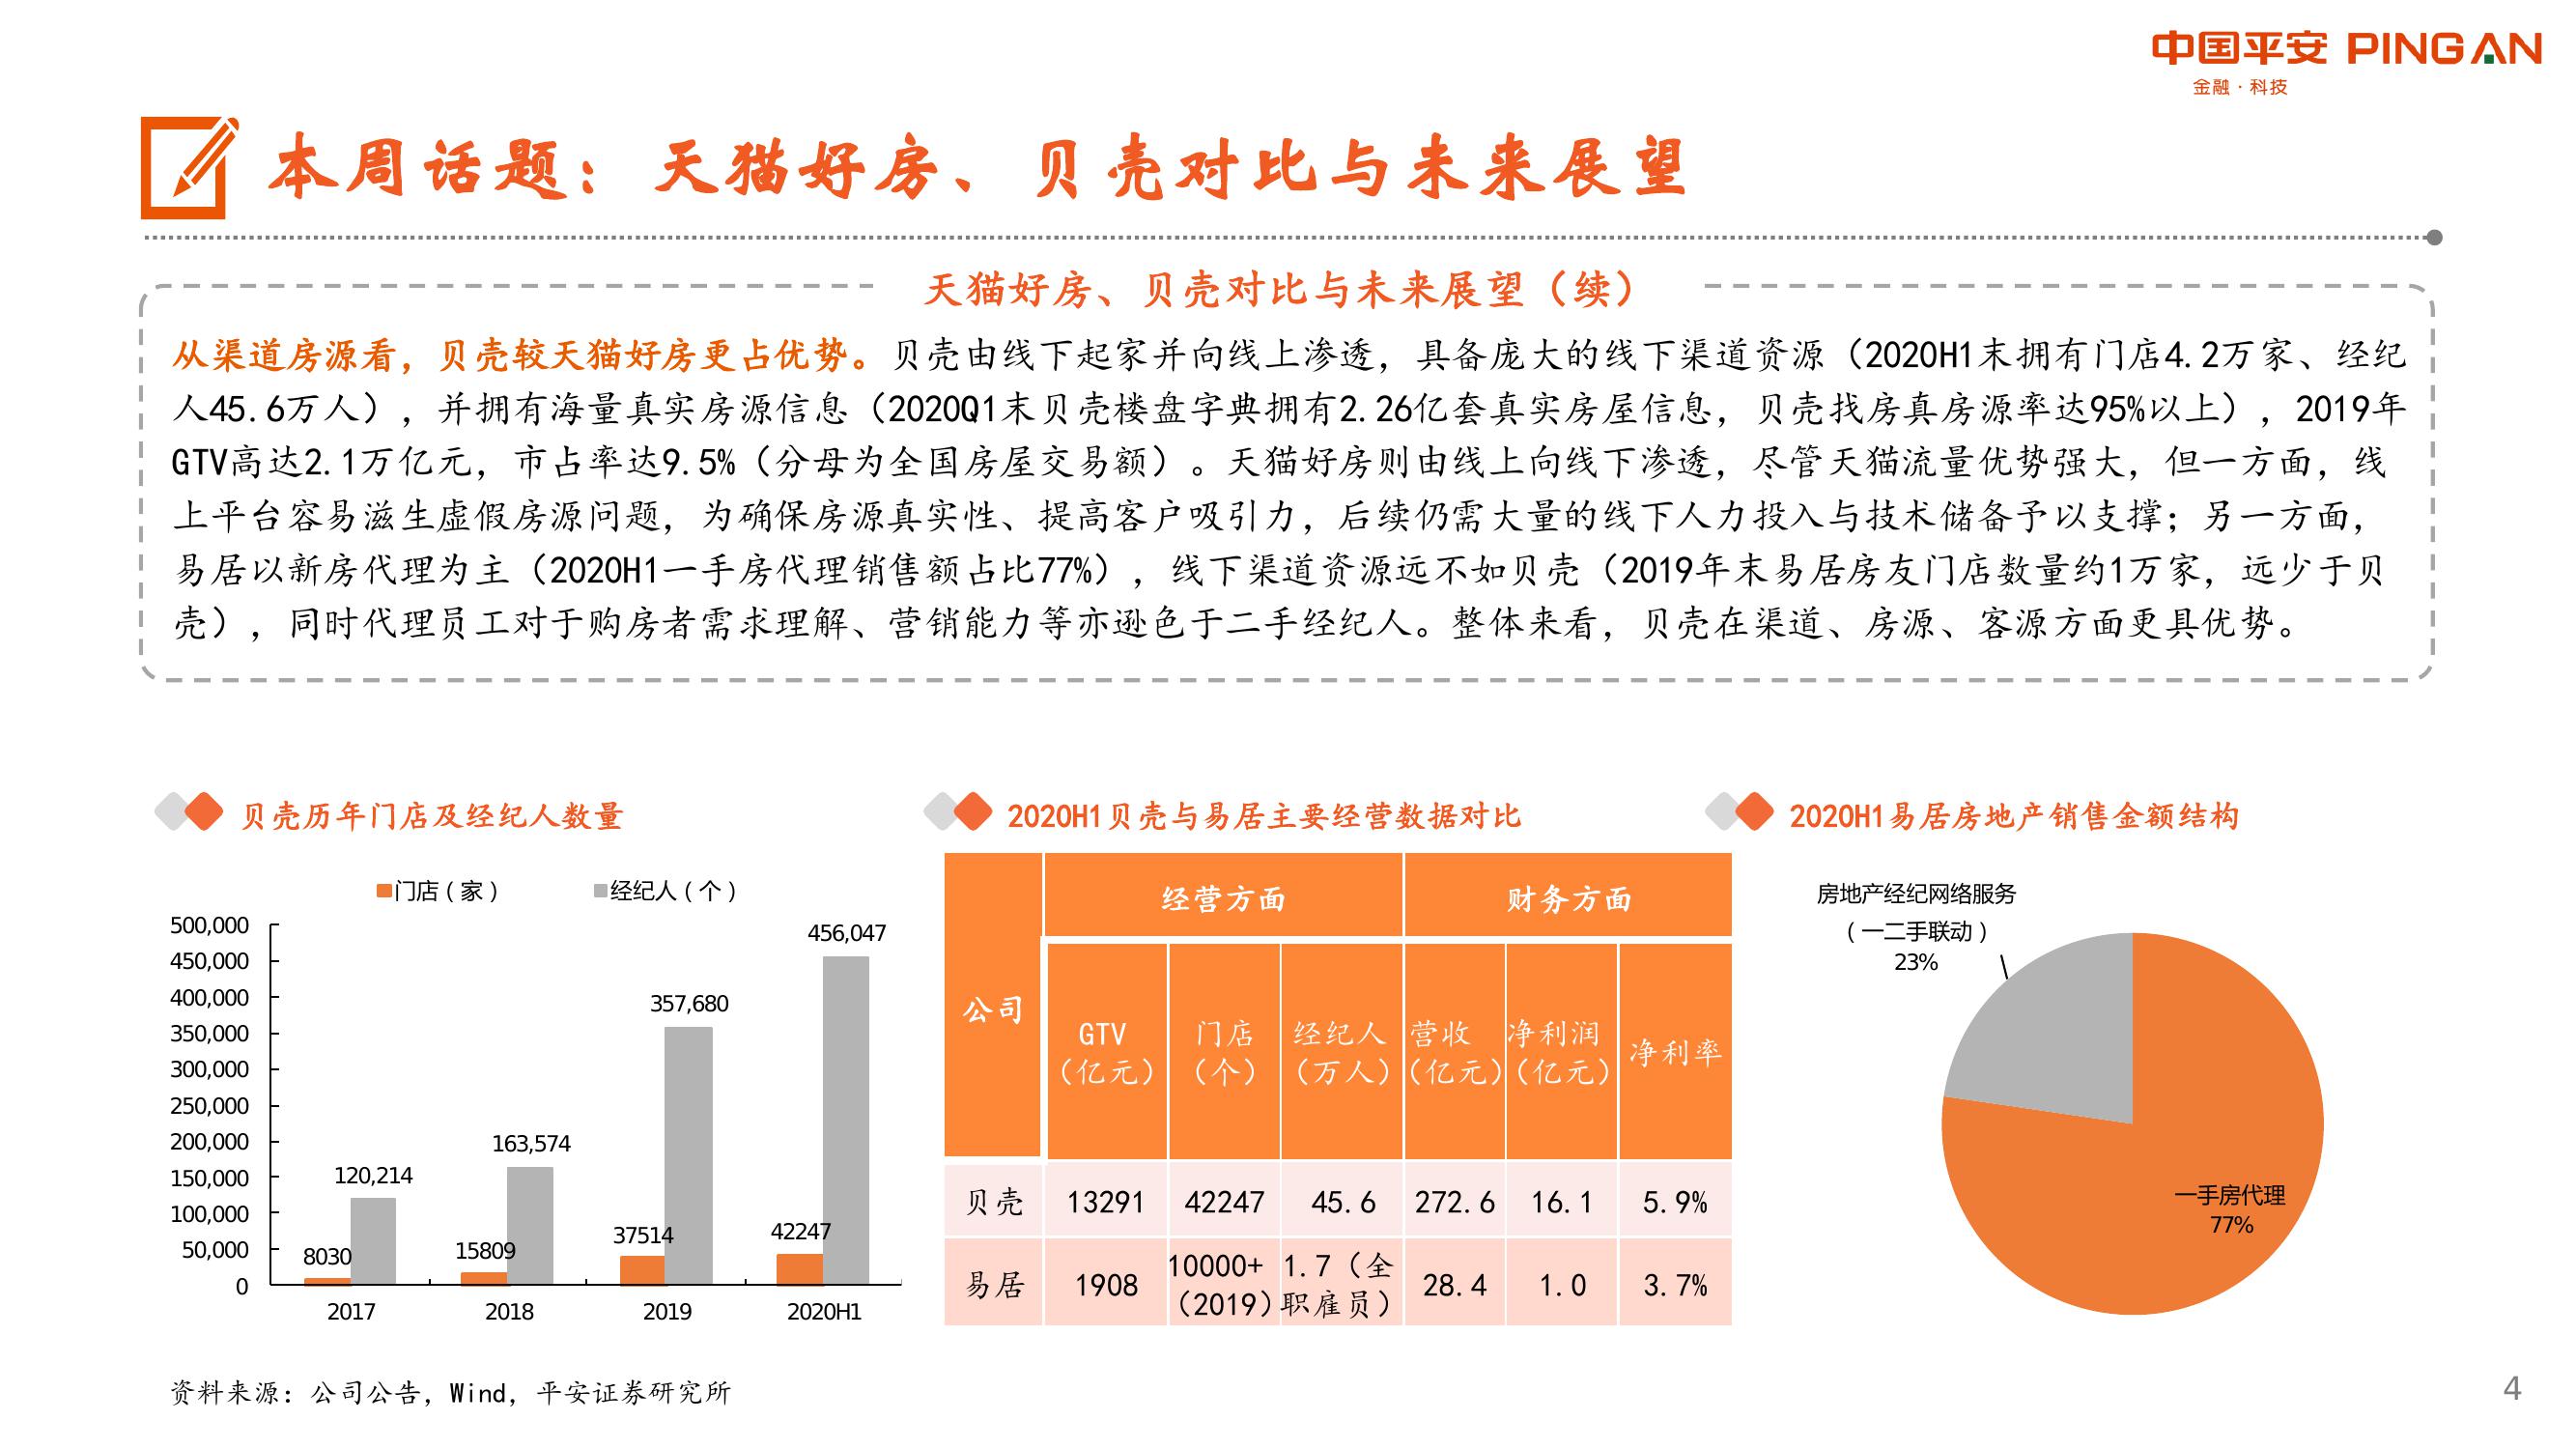 中国平安 PINGAN
金融·科技
本周话题：天猫好房、贝壳对比与未来展望
天猫好房、贝壳对比与未来展望（续）
从渠道房源看，贝壳较天猫好房更占优势。贝壳由线下起家并向线上渗透，具备庞大的线下渠道资源（2020H1末拥有门店4.2万家、经纪
人45.6万人），并拥有海量真实房源信息（2020Q1末贝壳楼盘字典拥有2.26亿套真实房屋信息，贝壳找房真房源率达95%以上），2019年
GTV高达2.1万亿元，市占率达9.5%（分母为全国房屋交易额）。天猫好房则由线上向线下渗透，尽管天猫流量优势强大，但一方面，线
上平台容易滋生虚假房源问题，为确保房源真实性、提高客户吸引力，后续仍需大量的线下人力投入与技术储备予以支撑；另一方面，
易居以新房代理为主（2020H1一手房代理销售额占比77%），线下渠道资源远不如贝壳（2019年末易居房友门店数量约1万家，远少于贝
壳），同时代理员工对于购房者需求理解、营销能力等亦逊色于二手经纪人。整体来看，贝壳在渠道、房源、客源方面更具优势。
贝壳历年门店及经纪人数量
门店（家） 经纪人（个）
500,000
450,000
400,000
350,000
300,000
250,000
200,000
150,000
100,000
50,000
0
8030
120,214
15809
163,574
37514
357,680
42247
456,047
2017 2018 2019 2020H1
2020H1贝壳与易居主要经营数据对比
公司 经营方面 财务方面
GTV（亿元） 门店（个） 经纪人（万人） 营收（亿元） 净利润（亿元） 净利率
贝壳 13291 42247 45.6 272.6 16.1 5.9%
易居 1908 10000+（2019） 1.7（全职雇员） 28.4 1.0 3.7%
2020H1易居房地产销售金额结构
房地产经纪网络服务
（一二手联动）
23%
一手房代理
77%
资料来源：公司公告，Wind，平安证券研究所
4